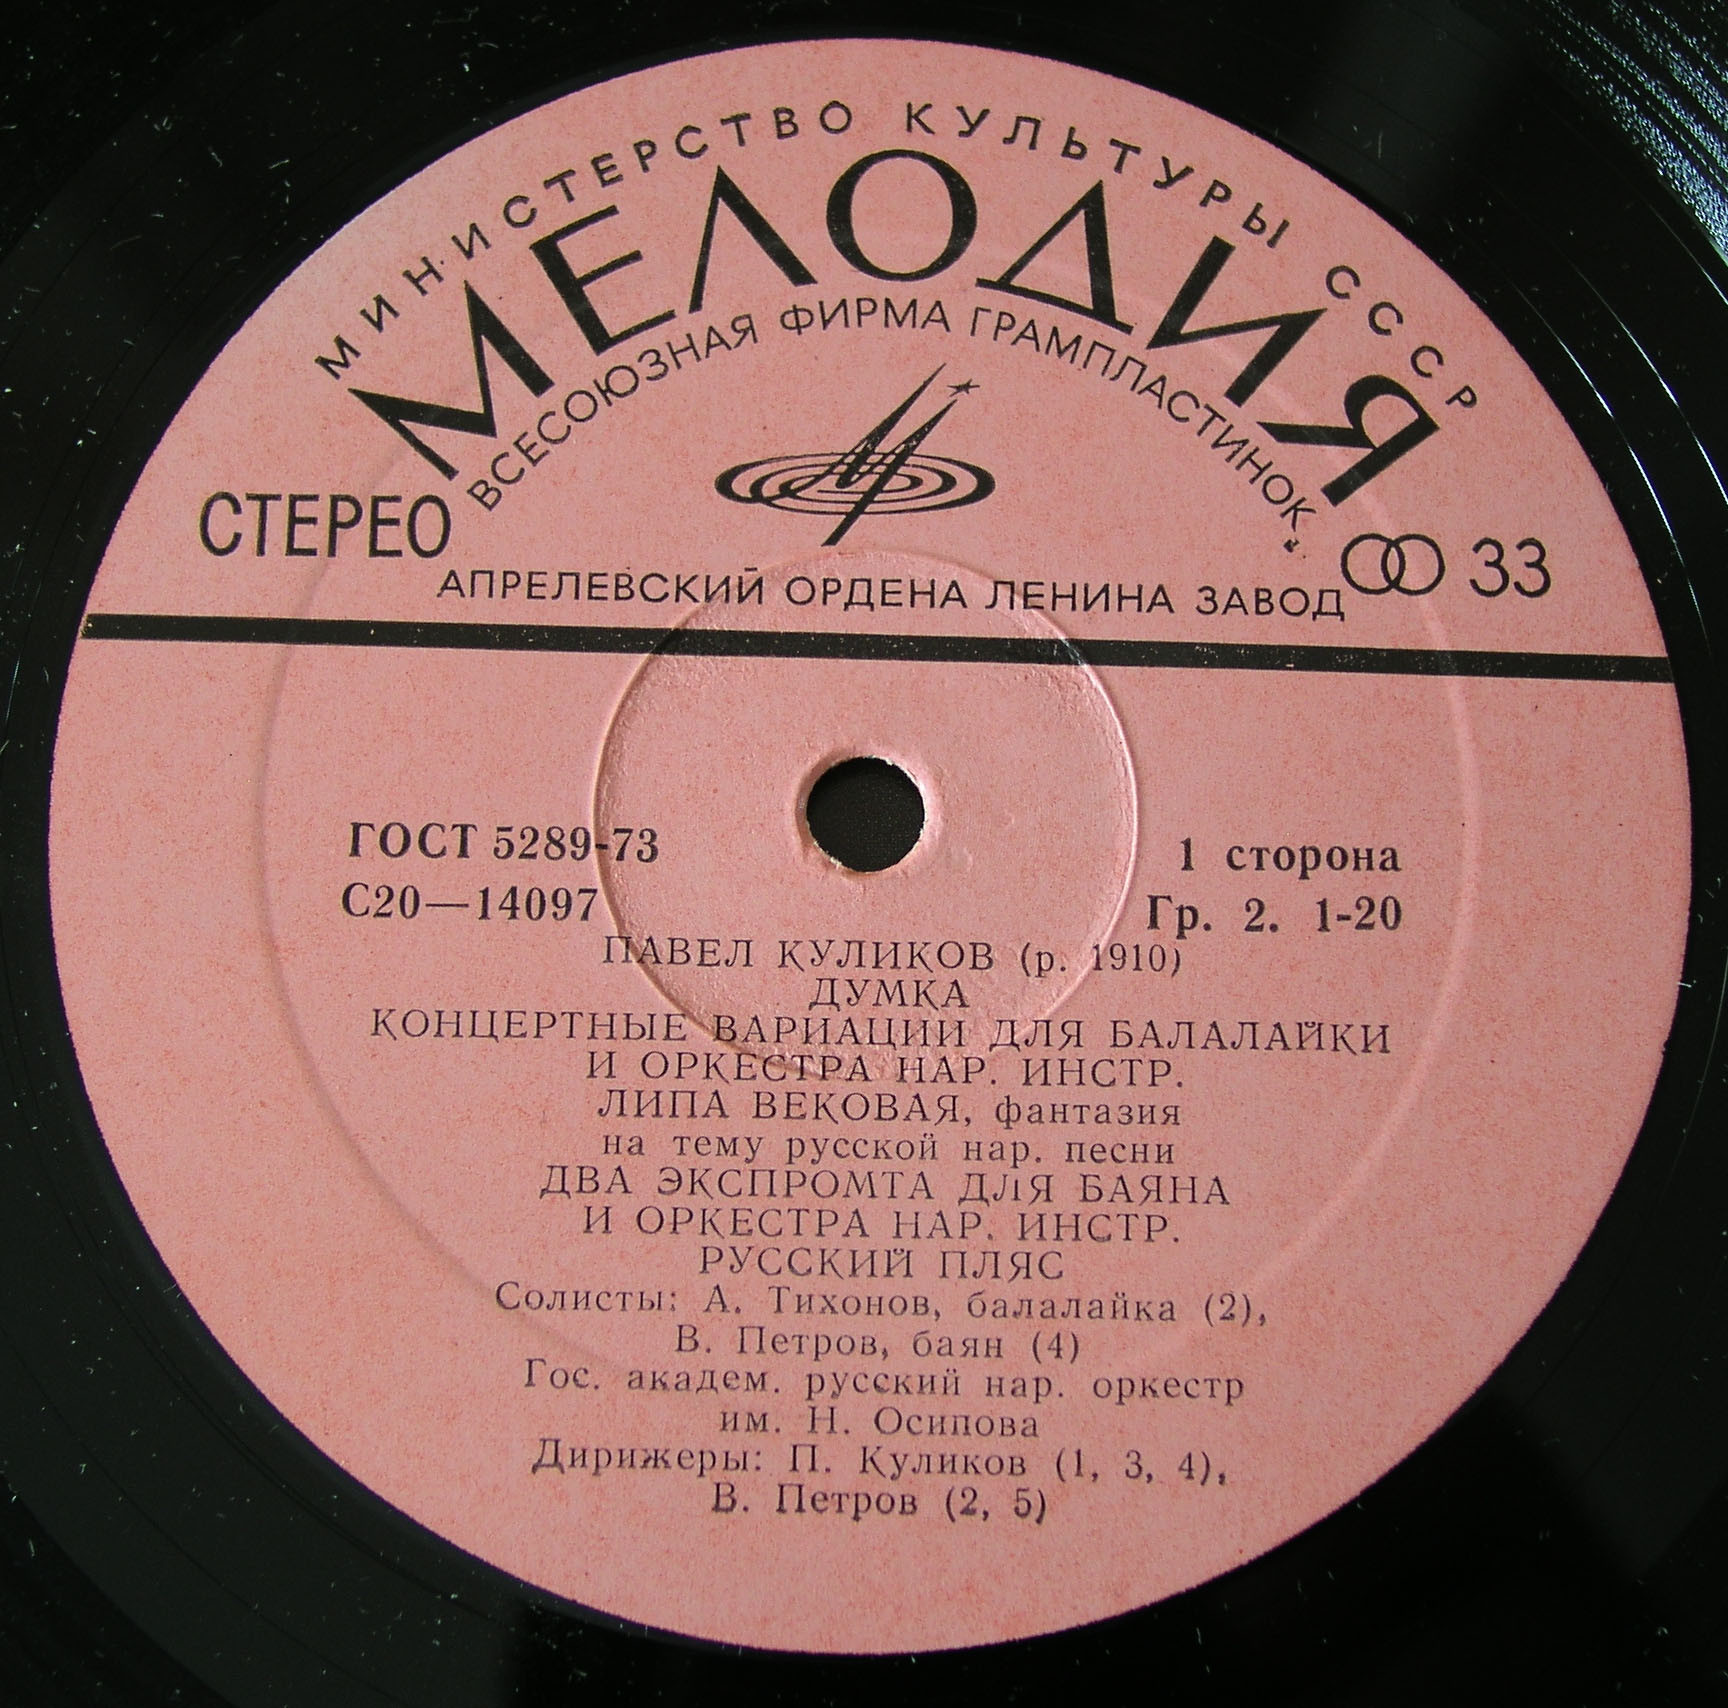 МИНИСТЕРСТВО КУЛЬТУРЫ СССР
МЕЛОДИЯ
ВСЕСОЮЗНАЯ ФИРМА ГРАМПЛАСТИНОК
СТЕРЕО
33
АПРЕЛЕВСКИЙ ОРДЕНА ЛЕНИНА ЗАВОД
ГОСТ 5289-73
1 сторона
С20—14097
Гр. 2. 1-20
ПАВЕЛ КУЛИКОВ (р. 1910)
ДУМКА
КОНЦЕРТНЫЕ ВАРИАЦИИ ДЛЯ БАЛАЛАЙКИ
И ОРКЕСТРА НАР. ИНСТР.
ЛИПА ВЕКОВАЯ, фантазия
на тему русской нар. песни
ДВА ЭКСПРОМТА ДЛЯ БАЯНА
И ОРКЕСТРА НАР. ИНСТР.
РУССКИЙ ПЛЯС
Солисты: А. Тихонов, балалайка (2),
В. Петров, баян (4)
Гос. академ. русский нар. оркестр
им. Н. Осипова
Дирижеры: П. Куликов (1, 3, 4),
В. Петров (2, 5)